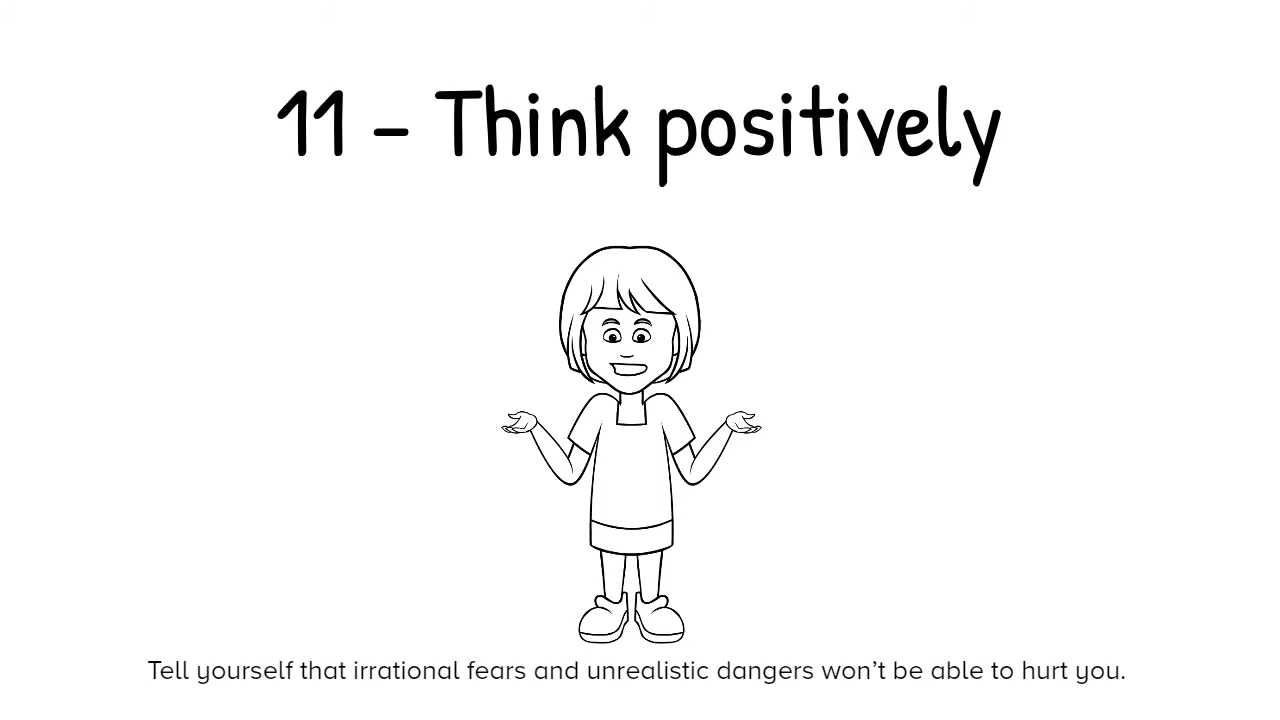 11 – Think positively
Tell yourself that irrational fears and unrealistic dangers won’t be able to hurt you.